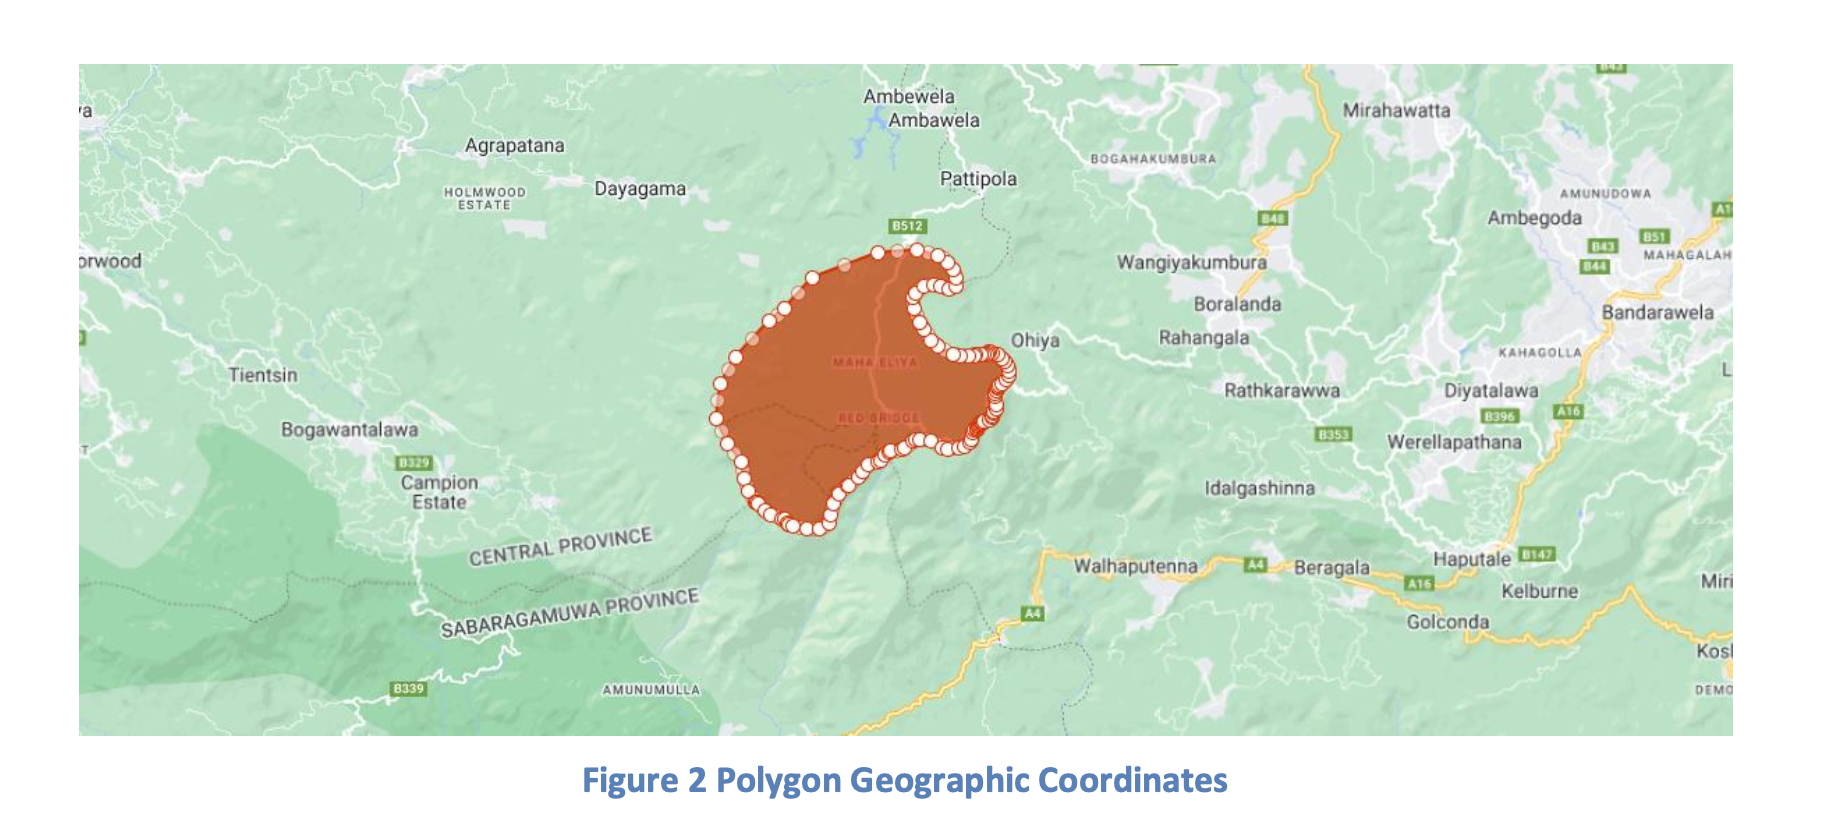 Ambewela
Ambawela
Mirahawatta
Agrapatana
BOGAHAKUMBURA
Pattipola
HOLMWOOD
ESTATE
Dayagama
AMUNUDOWA
B512
B48
Ambegoda
B51
B43
MAHAGALAH
B44
orwood
Wangiyakumbura
Boralanda
Bandarawela
Ohiya
Rahangala
KAHAGOLLA
MAHA ELIYA
Tientsin
Rathkarawwa
Diyatalawa
A16
B396
RED BRIDGE
Bogawantalawa
B353
Werellapathana
B329
Campion
Estate
Idalgashinna
CENTRAL PROVINCE
Walhaputenna
A4
Beragala
Haputale
B147
A16
Kelburne
Miri
SABARAGAMUWA PROVINCE
A4
Golconda
Kosl
B339
AMUNUMULLA
DEMO
Figure 2 Polygon Geographic Coordinates